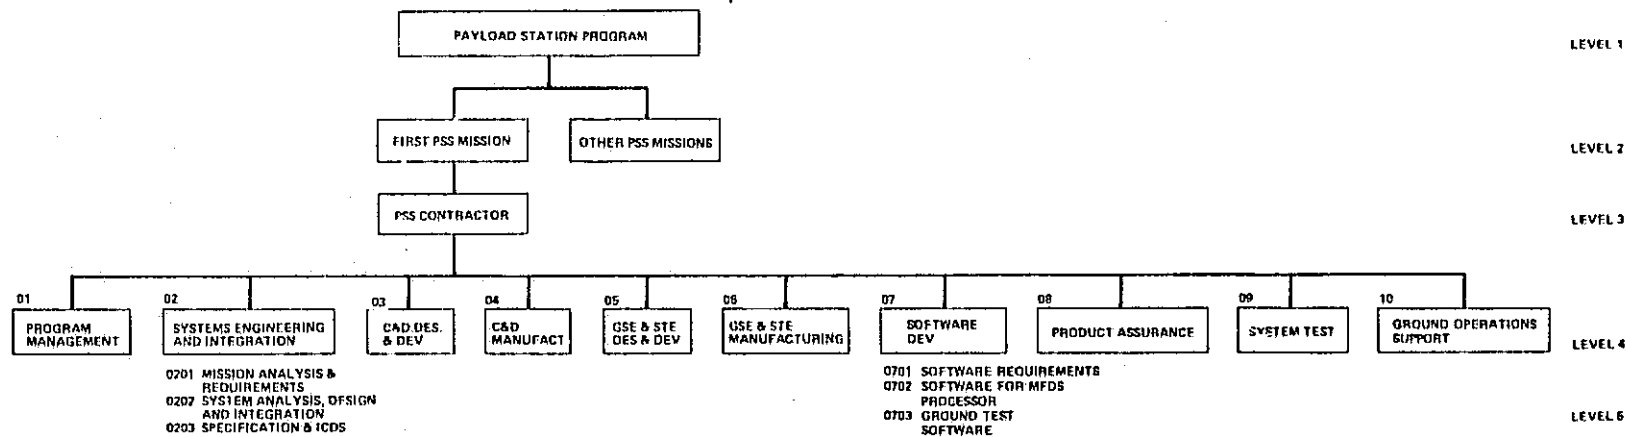 PAYLOAD STATION PROGRAM
LEVEL 1
FIRST PSS MISSION
OTHER PSS MISSIONS
LEVEL 2
PSS CONTRACTOR
LEVEL 3
01
02
03
04
05
06
07
08
09
10
PROGRAM
MANAGEMENT
SYSTEMS ENGINEERING
AND INTEGRATION
C&D DES.
& DEV
C&D
MANUFACT
GSE & STE
DES & DEV
GSE & STE
MANUFACTURING
SOFTWARE
DEV
PRODUCT ASSURANCE
SYSTEM TEST
GROUND OPERATIONS
SUPPORT
LEVEL 4
0201 MISSION ANALYSIS &
REQUIREMENTS
0202 SYSTEM ANALYSIS, DESIGN
AND INTEGRATION
0203 SPECIFICATION & ICDS
0701 SOFTWARE REQUIREMENTS
0702 SOFTWARE FOR MFDS
PROCESSOR
0703 GROUND TEST
SOFTWARE
LEVEL 5